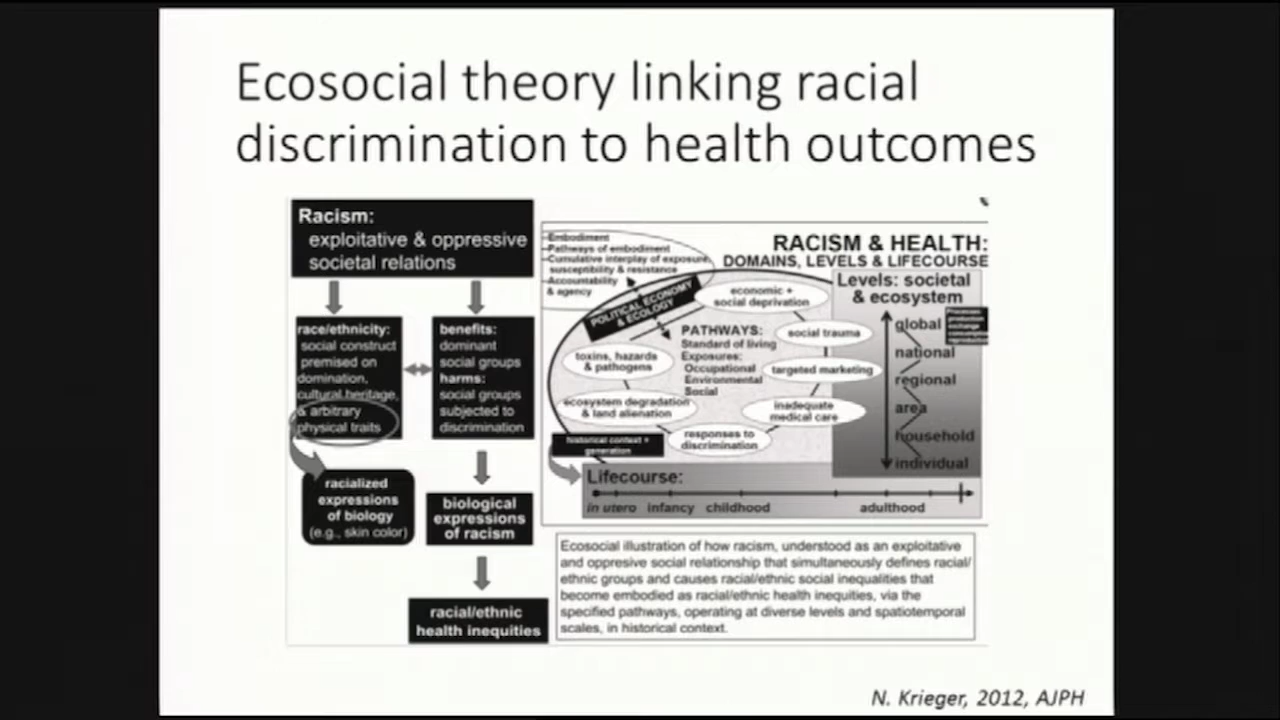 Ecosocial theory linking racial
discrimination to health outcomes
Racism:
exploitative & oppressive
societal relations
race/ethnicity:
social construct
premised on
domination,
cultural heritage,
& arbitrary
physical traits
benefits:
dominant
social groups
harms:
social groups
subjected to
discrimination
racialized
expressions
of biology
(e.g., skin color)
biological
expressions
of racism
racial/ethnic
health inequities
-Embodiment
-Pathways of embodiment
-Cumulative interplay of exposure,
susceptibility & resistance
-Accountability
& agency
RACISM & HEALTH:
DOMAINS, LEVELS & LIFECOURSE
POLITICAL ECONOMY
& ECOLOGY
economic +
social deprivation
social trauma
targeted marketing
inadequate
medical care
responses to
discrimination
ecosystem degradation
& land alienation
toxins, hazards
& pathogens
PATHWAYS:
Standard of living
Exposures:
Occupational
Environmental
Social
Levels: societal
& ecosystem
global
national
regional
area
household
individual
Processes:
production
exchange
historical context +
generation
Lifecourse:
in utero infancy childhood adulthood
Ecosocial illustration of how racism, understood as an exploitative
and oppresive social relationship that simultaneously defines racial/
ethnic groups and causes racial/ethnic social inequalities that
become embodied as racial/ethnic health inequities, via the
specified pathways, operating at diverse levels and spatiotemporal
scales, in historical context.
N. Krieger, 2012, AJPH